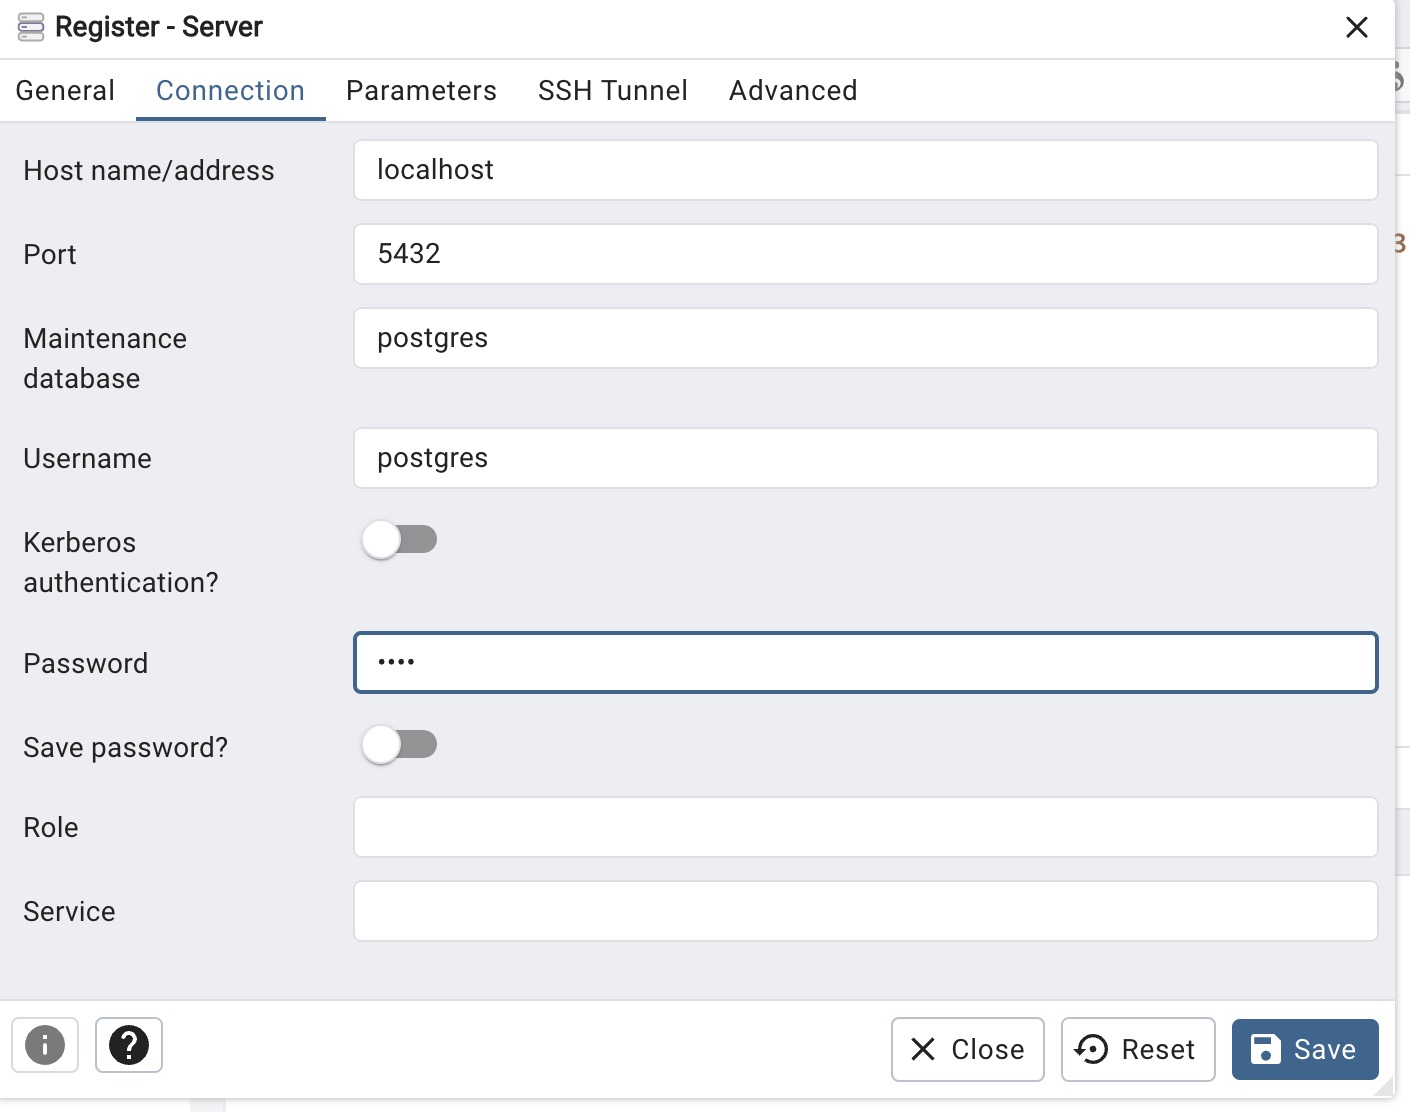 Register - Server
General Connection Parameters SSH Tunnel Advanced
Host name/address localhost
Port 5432
Maintenance database postgres
Username postgres
Kerberos authentication?
Password ••••
Save password?
Role
Service
Close Reset Save
3